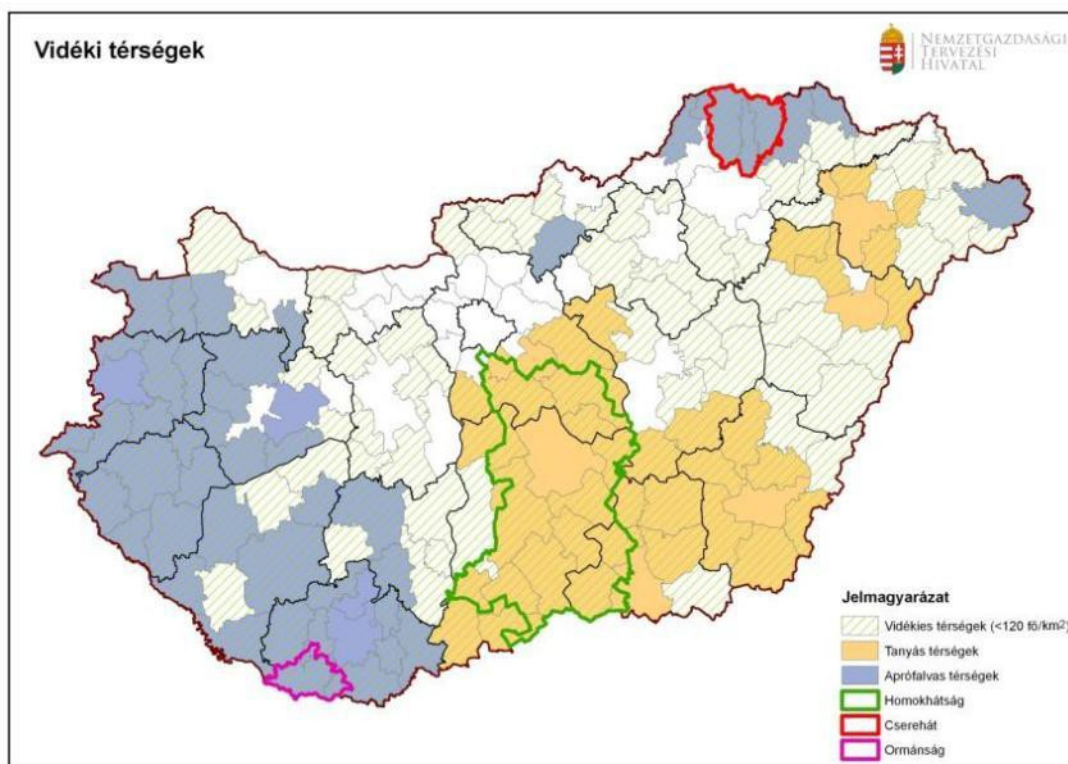 Vidéki térségek
NEMZETGAZDASÁGI
TERVEZÉSI
HIVATAL
Jelmagyarázat
Vidékies térségek (<120 fő/km2)
Tanyás térségek
Aprófalvas térségek
Homokhátság
Cserehát
Ormánság